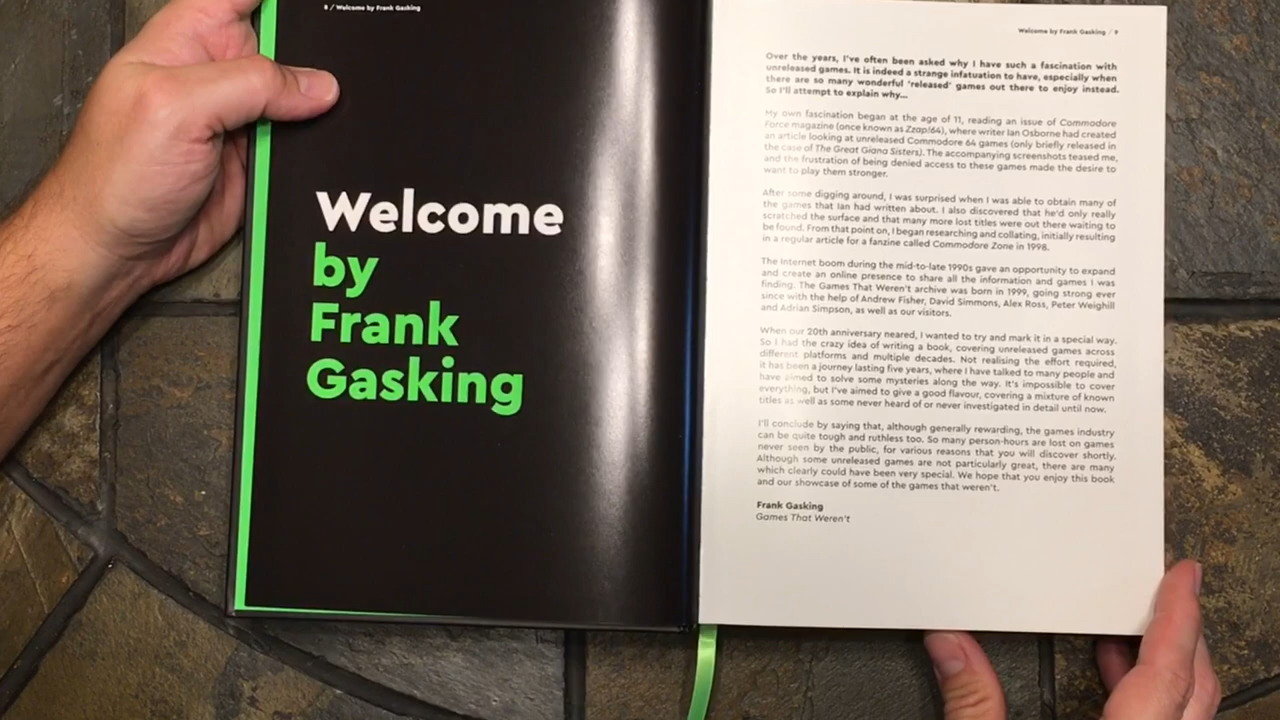 8 / Welcome by Frank Gasking
Welcome
by
Frank
Gasking
Welcome by Frank Gasking / 9
Over the years, I've often been asked why I have such a fascination with
unreleased games. It is indeed a strange infatuation to have, especially when
there are so many wonderful 'released' games out there to enjoy instead.
So I'll attempt to explain why...
My own fascination began at the age of 11, reading an issue of Commodore
Force magazine (once known as Zzap!64), where writer Ian Osborne had created
an article looking at unreleased Commodore 64 games (only briefly released in
the case of The Great Giana Sisters). The accompanying screenshots teased me,
and the frustration of being denied access to these games made the desire to
want to play them stronger.
After some digging around, I was surprised when I was able to obtain many of
the games that Ian had written about. I also discovered that he'd only really
scratched the surface and that many more lost titles were out there waiting to
be found. From that point on, I began researching and collating, initially resulting
in a regular article for a fanzine called Commodore Zone in 1998.
The Internet boom during the mid-to-late 1990s gave an opportunity to expand
and create an online presence to share all the information and games I was
finding. The Games That Weren't archive was born in 1999, going strong ever
since with the help of Andrew Fisher, David Simmons, Alex Ross, Peter Weighill
and Adrian Simpson, as well as our visitors.
When our 20th anniversary neared, I wanted to try and mark it in a special way.
So I had the crazy idea of writing a book, covering unreleased games across
different platforms and multiple decades. Not realising the effort required,
it has been a journey lasting five years, where I have talked to many people and
have aimed to solve some mysteries along the way. It's impossible to cover
everything, but I've aimed to give a good flavour, covering a mixture of known
titles as well as some never heard of or never investigated in detail until now.
I'll conclude by saying that, although generally rewarding, the games industry
can be quite tough and ruthless too. So many person-hours are lost on games
never seen by the public, for various reasons that you will discover shortly.
Although some unreleased games are not particularly great, there are many
which clearly could have been very special. We hope that you enjoy this book
and our showcase of some of the games that weren't.
Frank Gasking
Games That Weren't